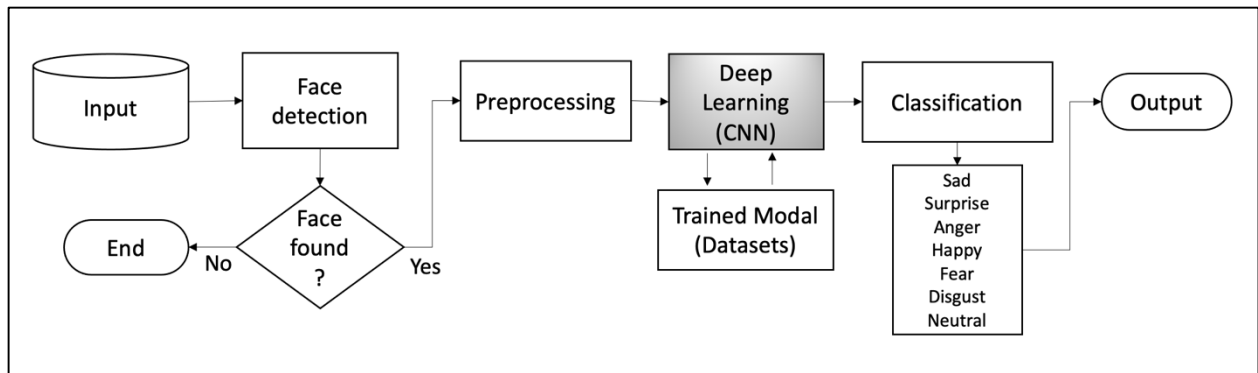 Input
Face
detection
Face
found
?
No
End
Yes
Preprocessing
Deep
Learning
(CNN)
Trained Modal
(Datasets)
Classification
Sad
Surprise
Anger
Happy
Fear
Disgust
Neutral
Output